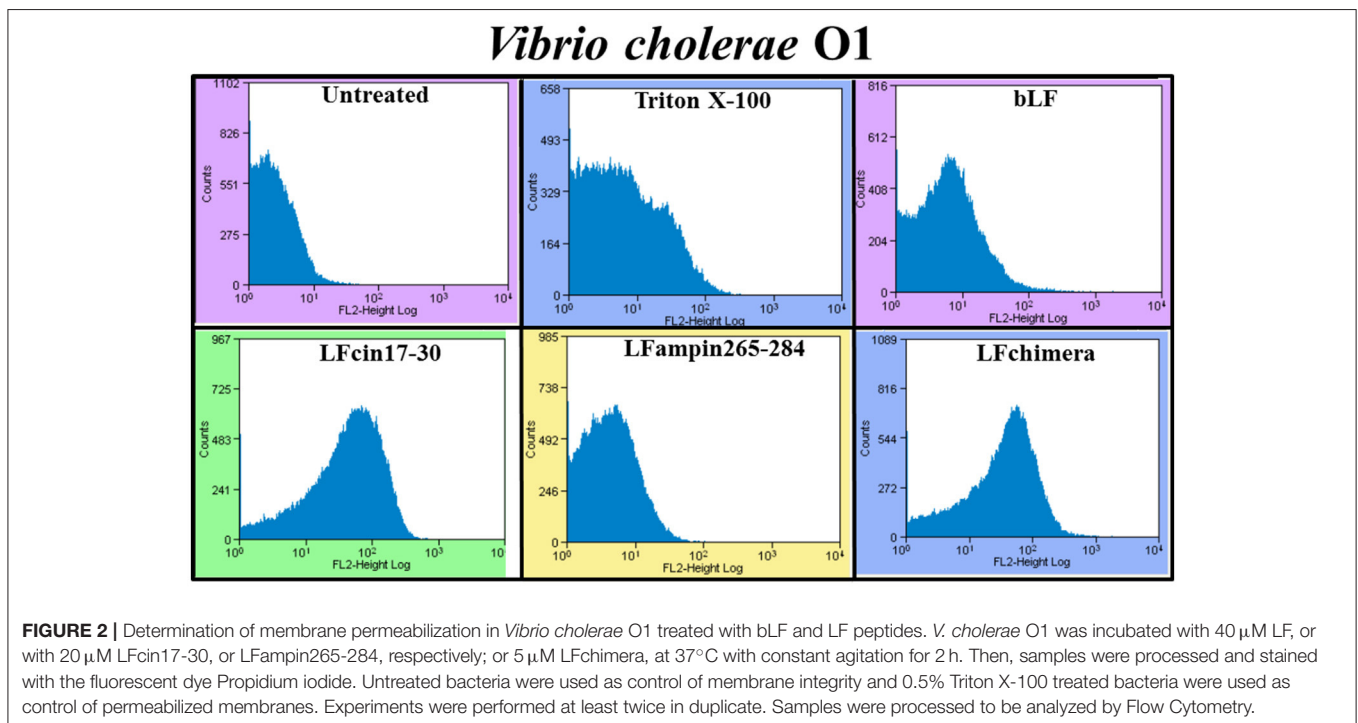 Vibrio cholerae O1
Untreated
1102
826
551
275
0
Counts
10⁰ 10¹ 10² 10³ 10⁴
FL2-Height Log
Triton X-100
658
493
329
164
0
Counts
10⁰ 10¹ 10² 10³ 10⁴
FL2-Height Log
bLF
816
612
408
204
0
Counts
10⁰ 10¹ 10² 10³ 10⁴
FL2-Height Log
LFcin17-30
967
725
483
241
0
Counts
10⁰ 10¹ 10² 10³ 10
FL2-Height Log
LFampin265-284
985
738
492
246
0
Counts
10⁰ 10¹ 10² 10³ 10⁴
FL2-Height Log
LFchimera
1089
816
544
272
0
Counts
10⁰ 10¹ 10² 10³ 10⁴
FL2-Height Log
FIGURE 2 | Determination of membrane permeabilization in Vibrio cholerae O1 treated with bLF and LF peptides. V. cholerae O1 was incubated with 40 µM LF, or
with 20 µM LFcin17-30, or LFampin265-284, respectively; or 5 µM LFchimera, at 37°C with constant agitation for 2 h. Then, samples were processed and stained
with the fluorescent dye Propidium iodide. Untreated bacteria were used as control of membrane integrity and 0.5% Triton X-100 treated bacteria were used as
control of permeabilized membranes. Experiments were performed at least twice in duplicate. Samples were processed to be analyzed by Flow Cytometry.